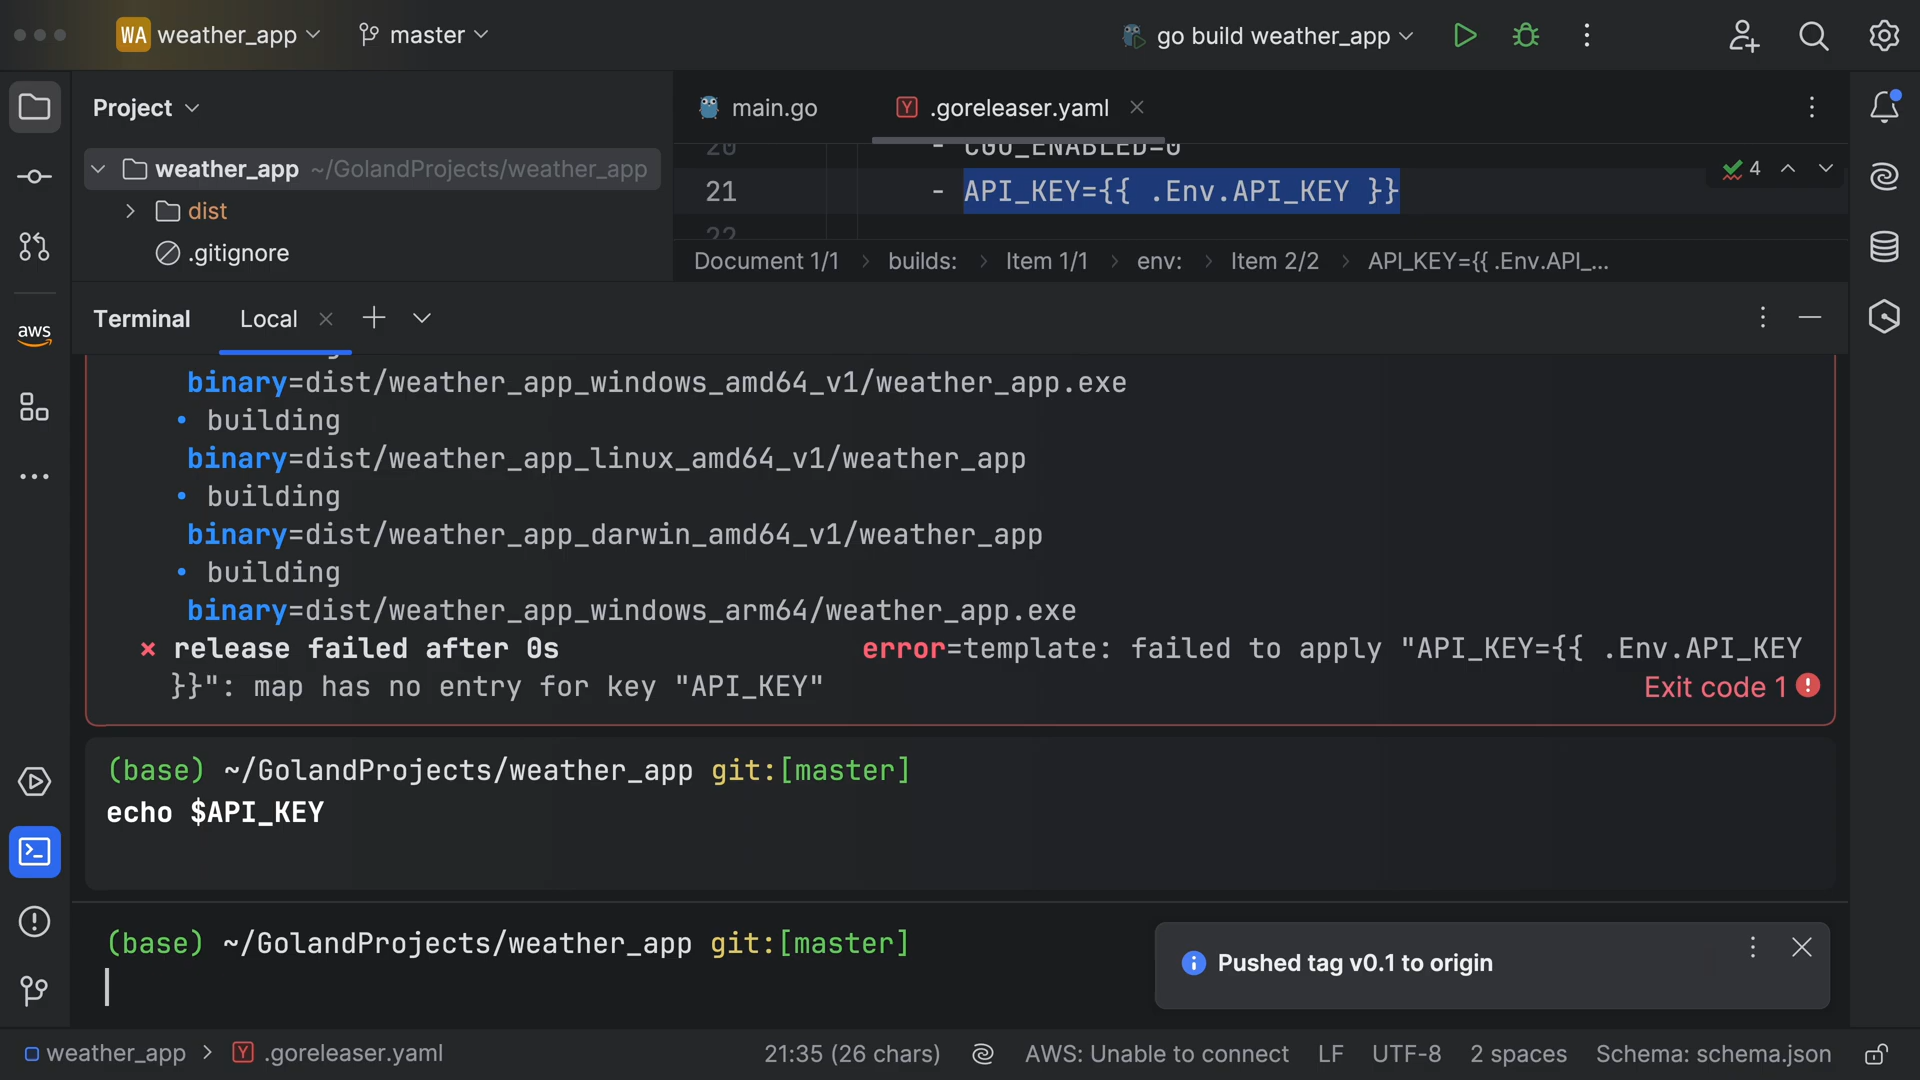 WA weather_app master go build weather_app
Project
main.go
.goreleaser.yaml
weather_app ~/GolandProjects/weather_app
dist
.gitignore
20 - CGO_ENABLED=0
21 - API_KEY={{ .Env.API_KEY }}
22
4
Document 1/1 builds: Item 1/1 env: Item 2/2 API_KEY={{ .Env.API_...
aws
Terminal Local
binary=dist/weather_app_windows_amd64_v1/weather_app.exe
• building
binary=dist/weather_app_linux_amd64_v1/weather_app
• building
binary=dist/weather_app_darwin_amd64_v1/weather_app
• building
binary=dist/weather_app_windows_arm64/weather_app.exe
× release failed after 0s error=template: failed to apply "API_KEY={{ .Env.API_KEY
}}": map has no entry for key "API_KEY"
Exit code 1
(base) ~/GolandProjects/weather_app git:[master]
echo $API_KEY
(base) ~/GolandProjects/weather_app git:[master]
Pushed tag v0.1 to origin
weather_app > .goreleaser.yaml 21:35 (26 chars) AWS: Unable to connect LF UTF-8 2 spaces Schema: schema.json